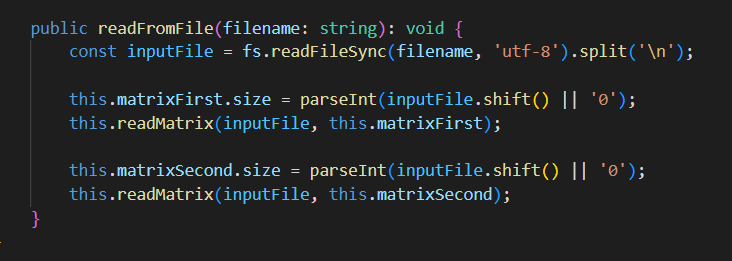 public readFromFile(filename: string): void {
const inputFile = fs.readFileSync(filename, 'utf-8').split('\n');
this.matrixFirst.size = parseInt(inputFile.shift() || '0');
this.readMatrix(inputFile, this.matrixFirst);
this.matrixSecond.size = parseInt(inputFile.shift() || '0');
this.readMatrix(inputFile, this.matrixSecond);
}